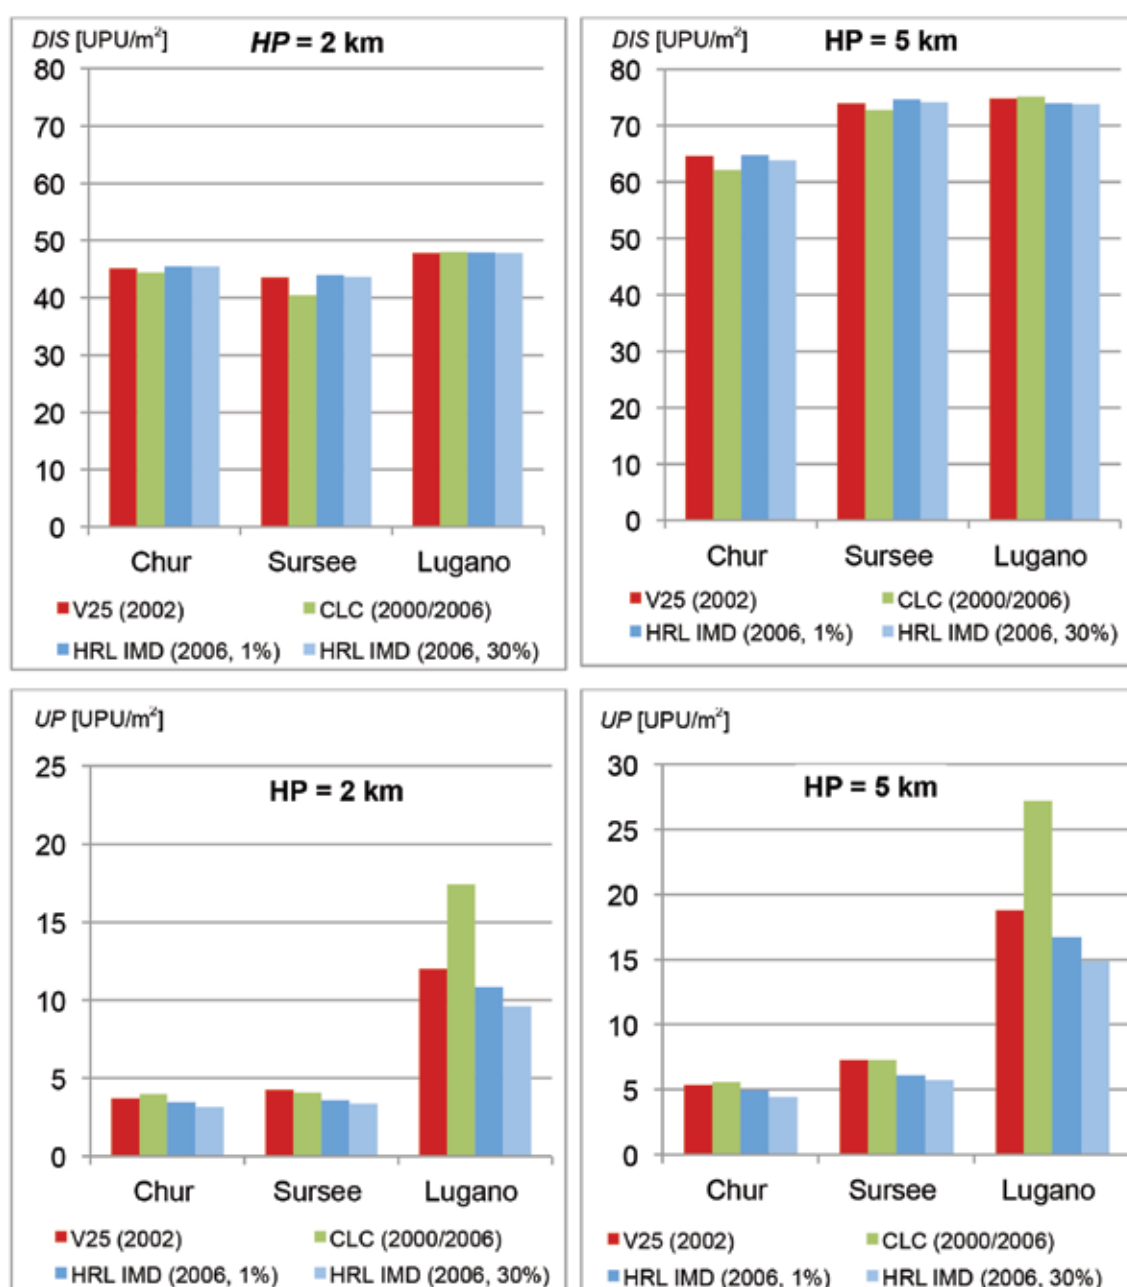 DIS [UPU/m²] HP = 2 km
80
70
60
50
40
30
20
10
0
Chur Sursee Lugano
V25 (2002) CLC (2000/2006)
HRL IMD (2006, 1%) HRL IMD (2006, 30%)
DIS [UPU/m²] HP = 5 km
80
70
60
50
40
30
20
10
0
Chur Sursee Lugano
V25 (2002) CLC (2000/2006)
HRL IMD (2006, 1%) HRL IMD (2006, 30%)
UP [UPU/m²]
HP = 2 km
25
20
15
10
5
0
Chur Sursee Lugano
V25 (2002) CLC (2000/2006)
HRL IMD (2006, 1%) HRL IMD (2006, 30%)
UP [UPU/m²]
HP = 5 km
30
25
20
15
10
5
0
Chur Sursee Lugano
V25 (2002) CLC (2000/2006)
HRL IMD (2006, 1%) HRL IMD (2006, 30%)